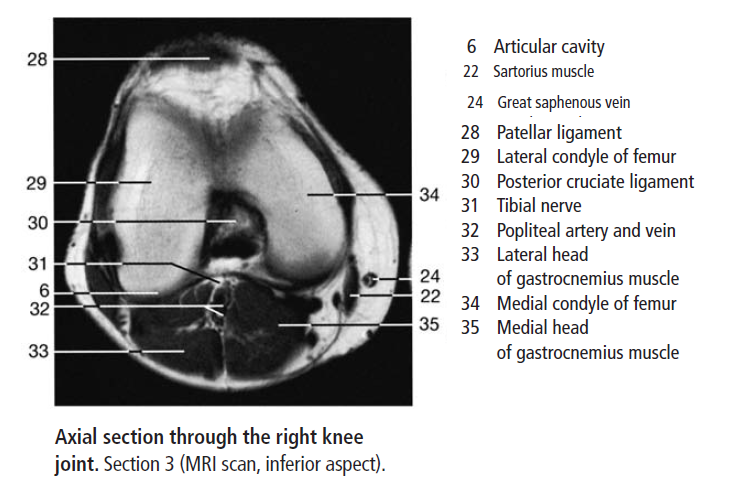 28
29
30
31
6
32
33
34
24
22
35
6 Articular cavity
22 Sartorius muscle
24 Great saphenous vein
28 Patellar ligament
29 Lateral condyle of femur
30 Posterior cruciate ligament
31 Tibial nerve
32 Popliteal artery and vein
33 Lateral head
of gastrocnemius muscle
34 Medial condyle of femur
35 Medial head
of gastrocnemius muscle
Axial section through the right knee
joint. Section 3 (MRI scan, inferior aspect).